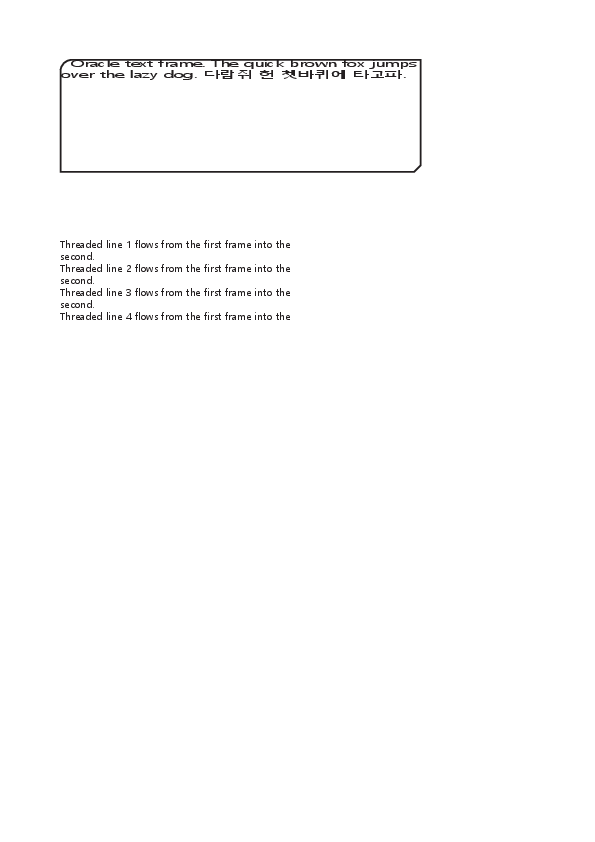 Oracle text frame. The quick brown fox jumps
over the lazy dog. 다람쥐 헌 쳇바퀴에 타고파.
Threaded line 1 flows from the first frame into the
second.
Threaded line 2 flows from the first frame into the
second.
Threaded line 3 flows from the first frame into the
second.
Threaded line 4 flows from the first frame into the